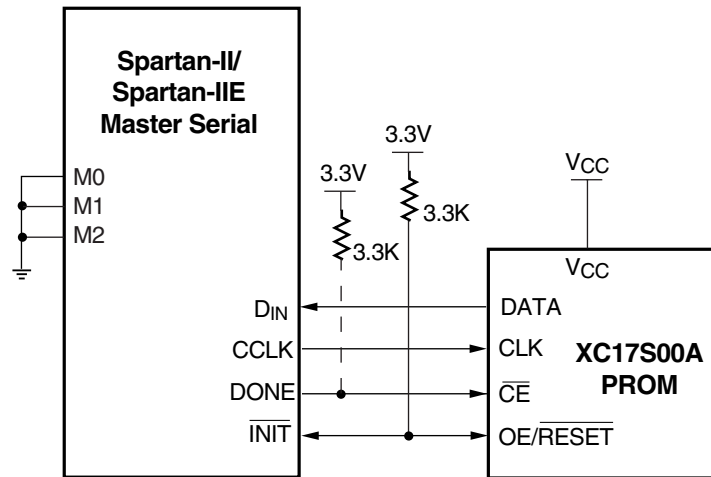 Spartan-II/
Spartan-IIE
Master Serial
M0
M1
M2
3.3V
3.3K
3.3V
3.3K
VCC
VCC
DIN
CCLK
DONE
INIT
DATA
CLK
CE
OE/RESET
XC17S00A
PROM